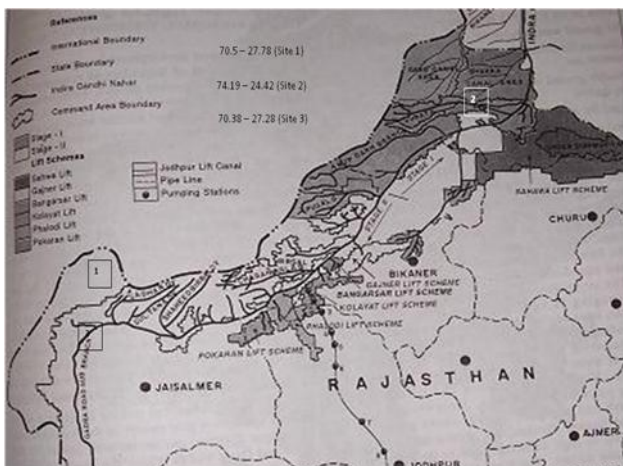 References
International Boundary
State Boundary
Indra Gandhi Nahar
Command Area Boundary
Stage - I
Stage - II
Lift Schemes
Sahwa Lift
Gajner Lift
Bangarsar Lift
Kolayat Lift
Phalodi Lift
Pokaran Lift
70.5 – 27.78 (Site 1)
74.19 – 24.42 (Site 2)
70.38 – 27.28 (Site 3)
Jodhpur Lift Canal
Pipe Line
Pumping Stations
INDRA
2
STAGE I
STAGE II
SAHAWA LIFT SCHEME
CHURU
BIKANER
GAJNER LIFT SCHEME
BANGARSAR LIFT SCHEME
KOLAYAT LIFT SCHEME
PHALODI LIFT SCHEME
POKARAN LIFT SCHEME
1
JAISALMER
RAJASTHAN
AJMER
JODHPUR